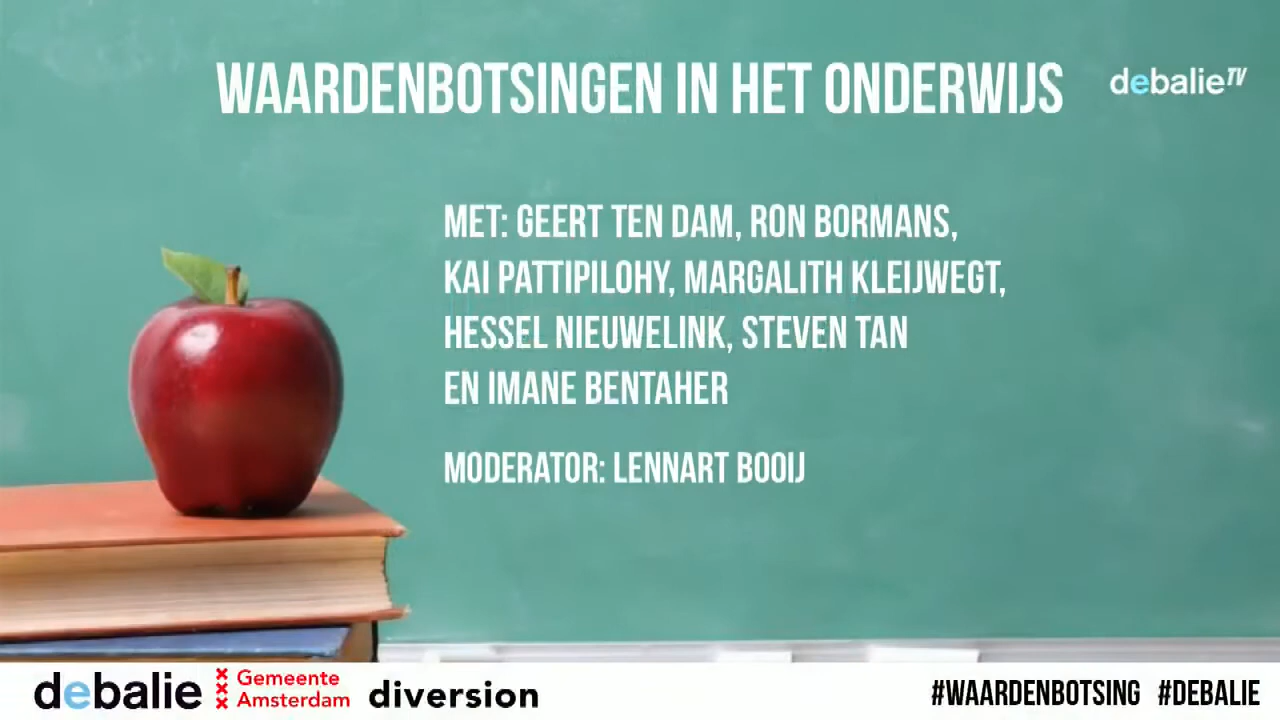 WAARDENBOTSINGEN IN HET ONDERWIJS
debalieTV
MET: GEERT TEN DAM, RON BORMANS,
KAI PATTIPILOHY, MARGALITH KLEIJWEGT,
HESSEL NIEUWELINK, STEVEN TAN
EN IMANE BENTAHER
MODERATOR: LENNART BOOIJ
debalie
Gemeente
Amsterdam
diversion
#WAARDENBOTSING #DEBALIE